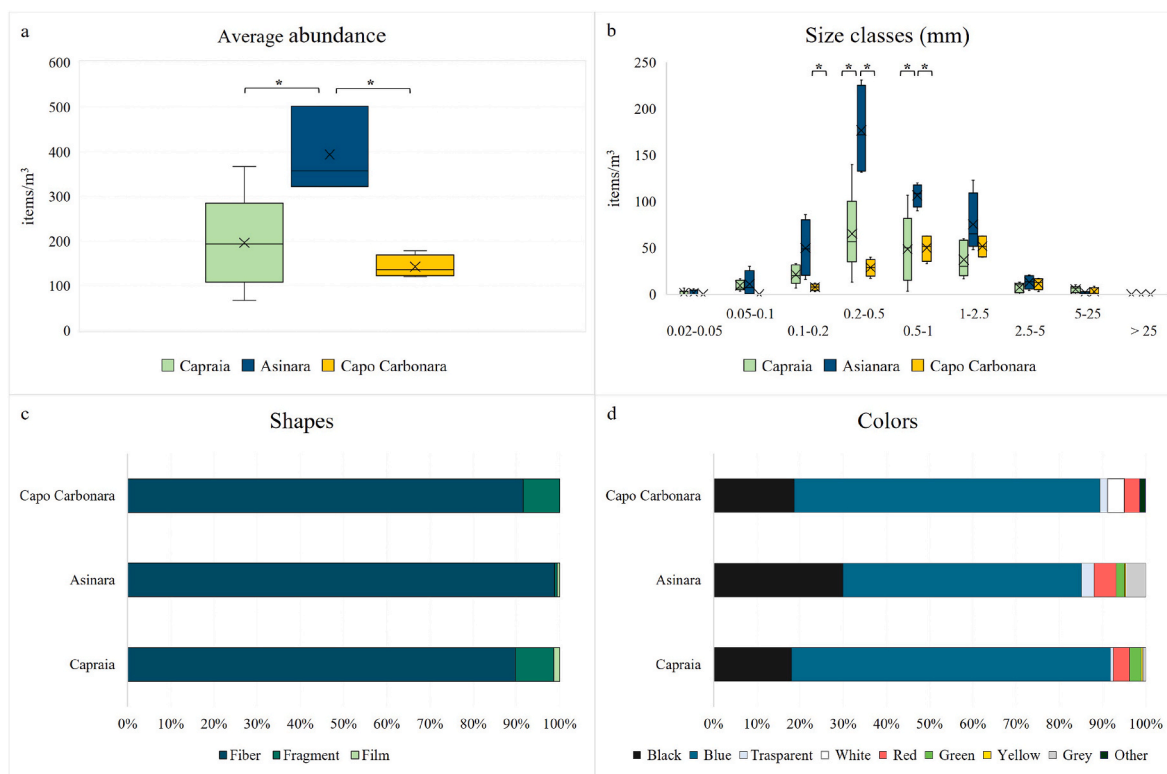 a
Average abundance
items/m³
600
500
400
300
200
100
0
*
*
Capraia Asinara Capo Carbonara
b
Size classes (mm)
items/m³
250
200
150
100
50
0
* * * * *
0.05-0.1 0.2-0.5 1-2.5 5-25
0.02-0.05 0.1-0.2 0.5-1 2.5-5 > 25
Capraia Asianara Capo Carbonara
c
Shapes
Capo Carbonara
Asinara
Capraia
0% 10% 20% 30% 40% 50% 60% 70% 80% 90% 100%
Fiber Fragment Film
d
Colors
Capo Carbonara
Asinara
Capraia
0% 10% 20% 30% 40% 50% 60% 70% 80% 90% 100%
Black Blue Trasparent White Red Green Yellow Grey Other